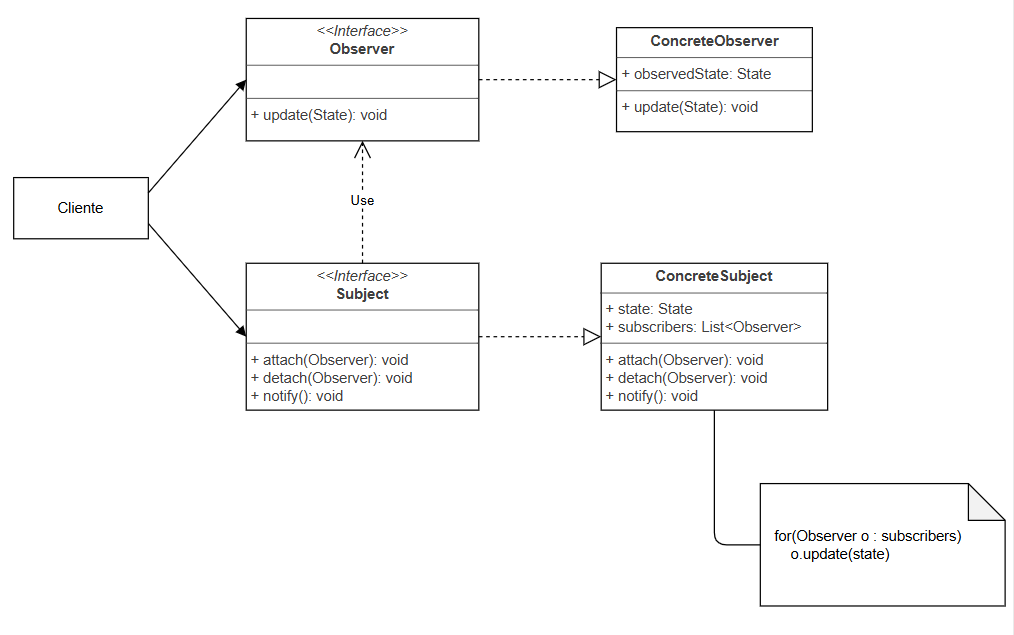 <<Interface>>
Observer
+ update(State): void
ConcreteObserver
+ observedState: State
+ update(State): void
Cliente
Use
<<Interface>>
Subject
+ attach(Observer): void
+ detach(Observer): void
+ notify(): void
ConcreteSubject
+ state: State
+ subscribers: List<Observer>
+ attach(Observer): void
+ detach(Observer): void
+ notify(): void
for(Observer o : subscribers)
o.update(state)